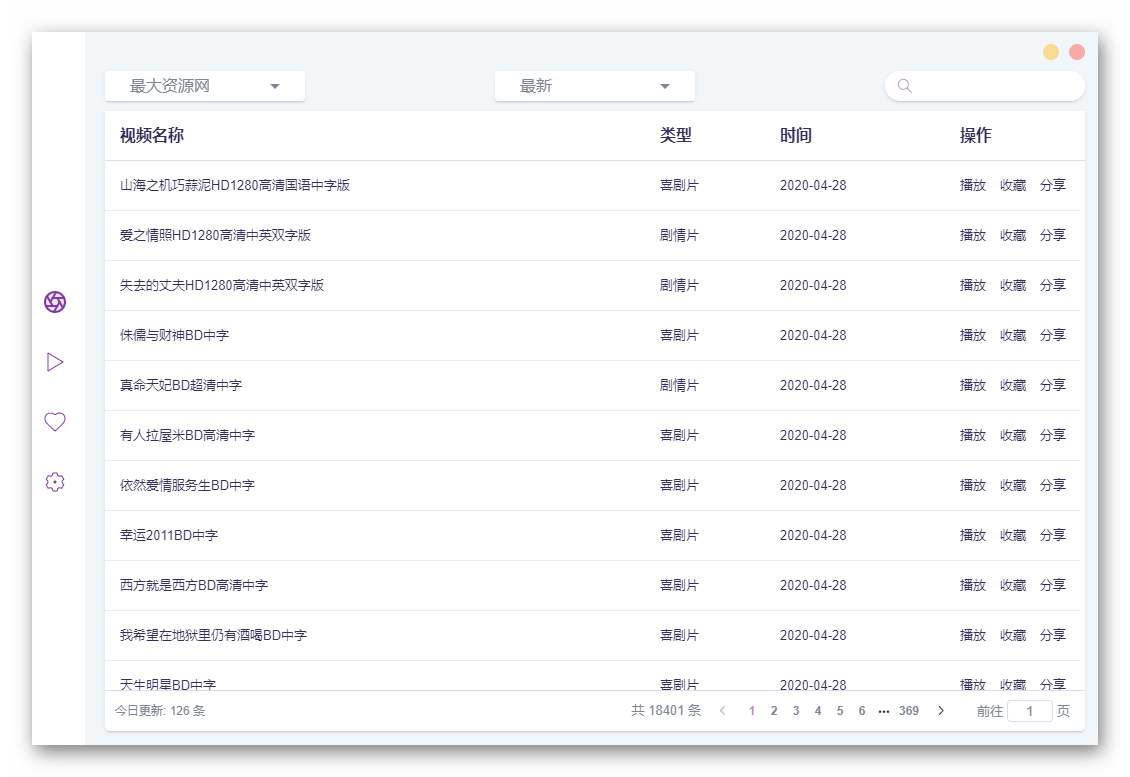 最大资源网 最新
视频名称 类型 时间 操作
山海之机巧蒜泥HD1280高清国语中字版 喜剧片 2020-04-28 播放 收藏 分享
爱之情照HD1280高清中英双字版 剧情片 2020-04-28 播放 收藏 分享
失去的丈夫HD1280高清中英双字版 剧情片 2020-04-28 播放 收藏 分享
侏儒与财神BD中字 喜剧片 2020-04-28 播放 收藏 分享
真命天妃BD超清中字 剧情片 2020-04-28 播放 收藏 分享
有人拉屋米BD高清中字 喜剧片 2020-04-28 播放 收藏 分享
依然爱情服务生BD中字 喜剧片 2020-04-28 播放 收藏 分享
幸运2011BD中字 喜剧片 2020-04-28 播放 收藏 分享
西方就是西方BD高清中字 喜剧片 2020-04-28 播放 收藏 分享
我希望在地狱里仍有酒喝BD中字 喜剧片 2020-04-28 播放 收藏 分享
天生明星BD中字 喜剧片 2020-04-28 播放 收藏 分享
今日更新: 126 条 共 18401 条 1 2 3 4 5 6 ••• 369 前往 1 页